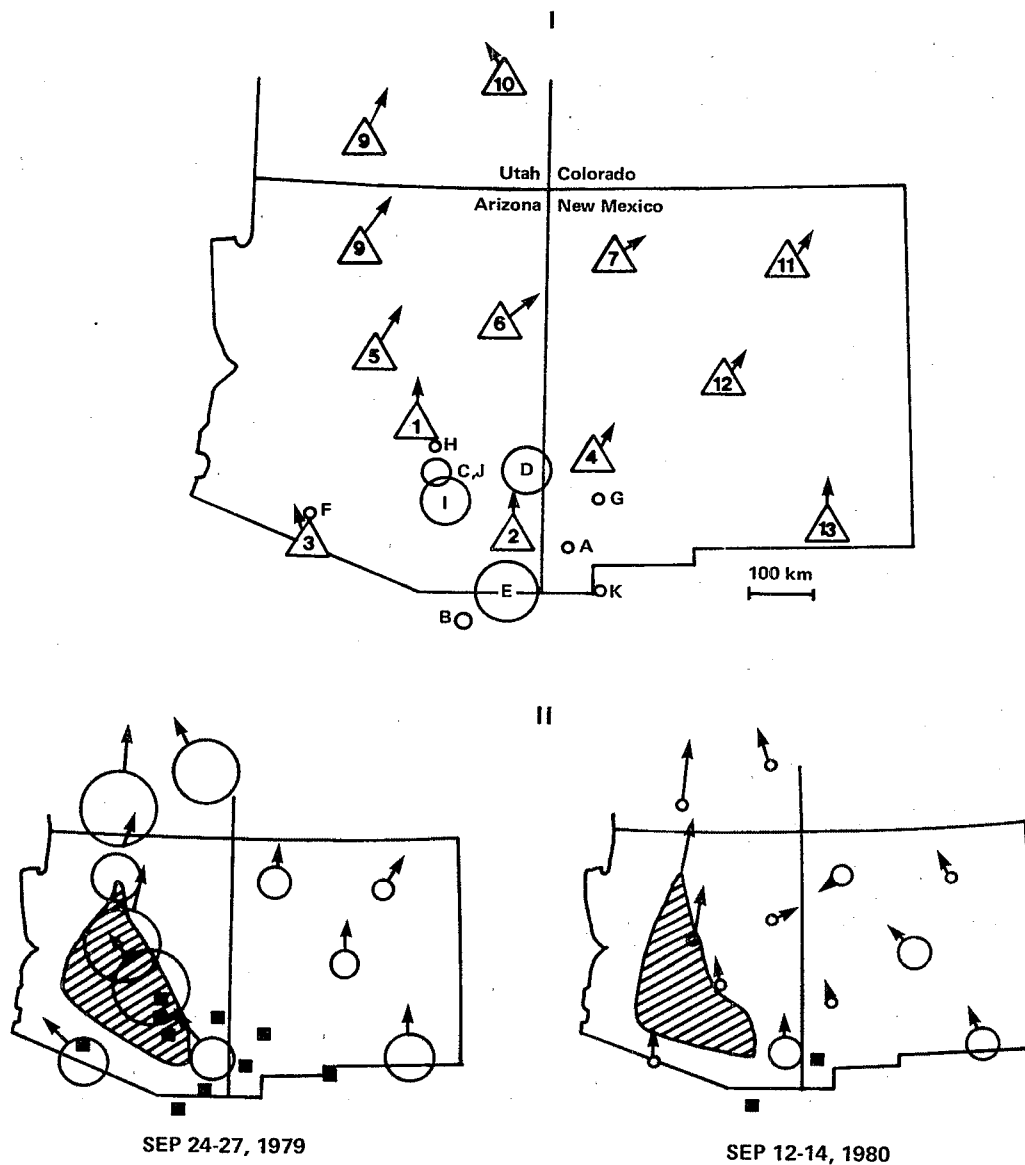 I
10
9
Utah Colorado
Arizona New Mexico
9
7
11
6
5
12
1
H
4
C,J
D
I
G
F
2
13
3
A
100 km
E
K
B
II
SEP 24-27, 1979
SEP 12-14, 1980